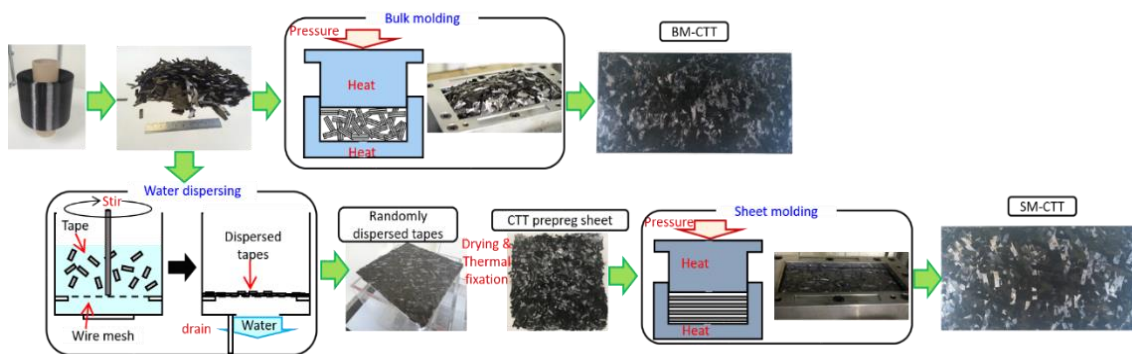 Bulk molding
Pressure
Heat
Heat
BM-CTT
Water dispersing
Stir
Tape
Wire mesh
Dispersed
tapes
drain
Water
Randomly
dispersed tapes
Drying &
Thermal
fixation
CTT prepreg sheet
Sheet molding
Pressure
Heat
Heat
SM-CTT